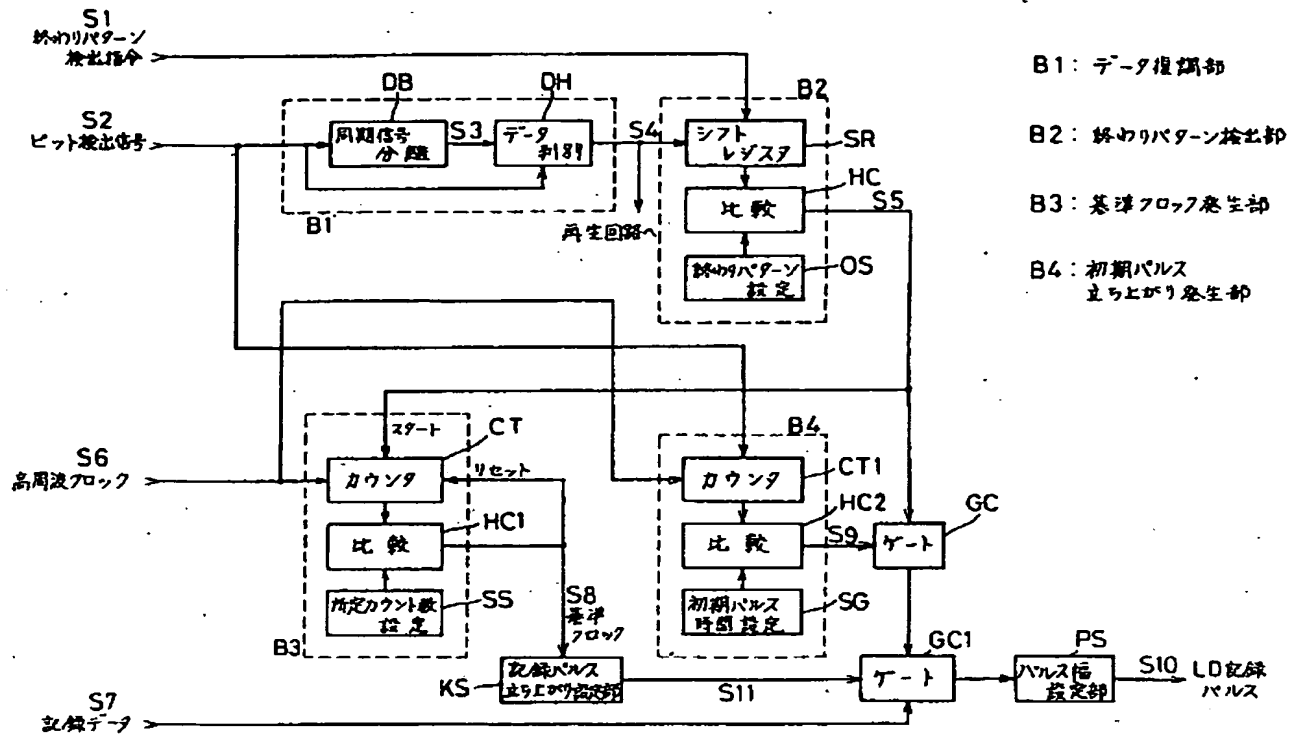 S1
終わりパターン
検出指令
S2
ピット検出信号
DB
同期信号
分離
S3
DH
データ
判別
S4
B1
再生回路へ
B2
シフト
レジスタ
SR
比較
HC
S5
終わりパターン
設定
OS
B1: データ復調部
B2: 終わりパターン検出部
B3: 基準クロック発生部
B4: 初期パルス
立ち上がり発生部
S6
高周波クロック
スタート
CT
カウンタ
リセット
HC1
比較
所定カウント数
設定
SS
B3
S8
基準
クロック
B4
カウンタ
CT1
比較
HC2
S9
初期パルス
時間設定
SG
GC
ゲート
KS
記録パルス
立ち上がり設定部
S11
GC1
ゲート
PS
パルス幅
設定部
S10
LD記録
パルス
S7
記録データ